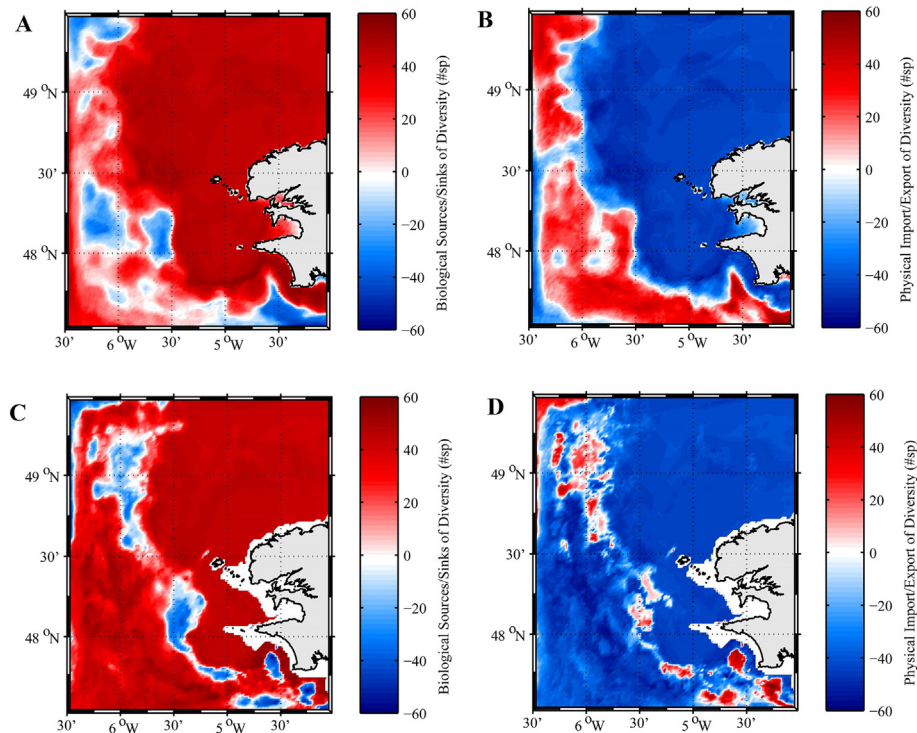 A
49 °N
30'
48 °N
30'
6 °W
30'
5 °W
30'
60
40
20
0
−20
−40
−60
Biological Sources/Sinks of Diversity (#sp)
B
49 °N
30'
48 °N
30'
6 °W
30'
5 °W
30'
60
40
20
0
−20
−40
−60
Physical Import/Export of Diversity (#sp)
C
49 °N
30'
48 °N
30'
6 °W
30'
5 °W
30'
60
40
20
0
−20
−40
−60
Biological Sources/Sinks of Diversity (#sp)
D
49 °N
30'
48 °N
30'
6 °W
30'
5 °W
30'
60
40
20
0
−20
−40
−60
Physical Import/Export of Diversity (#sp)